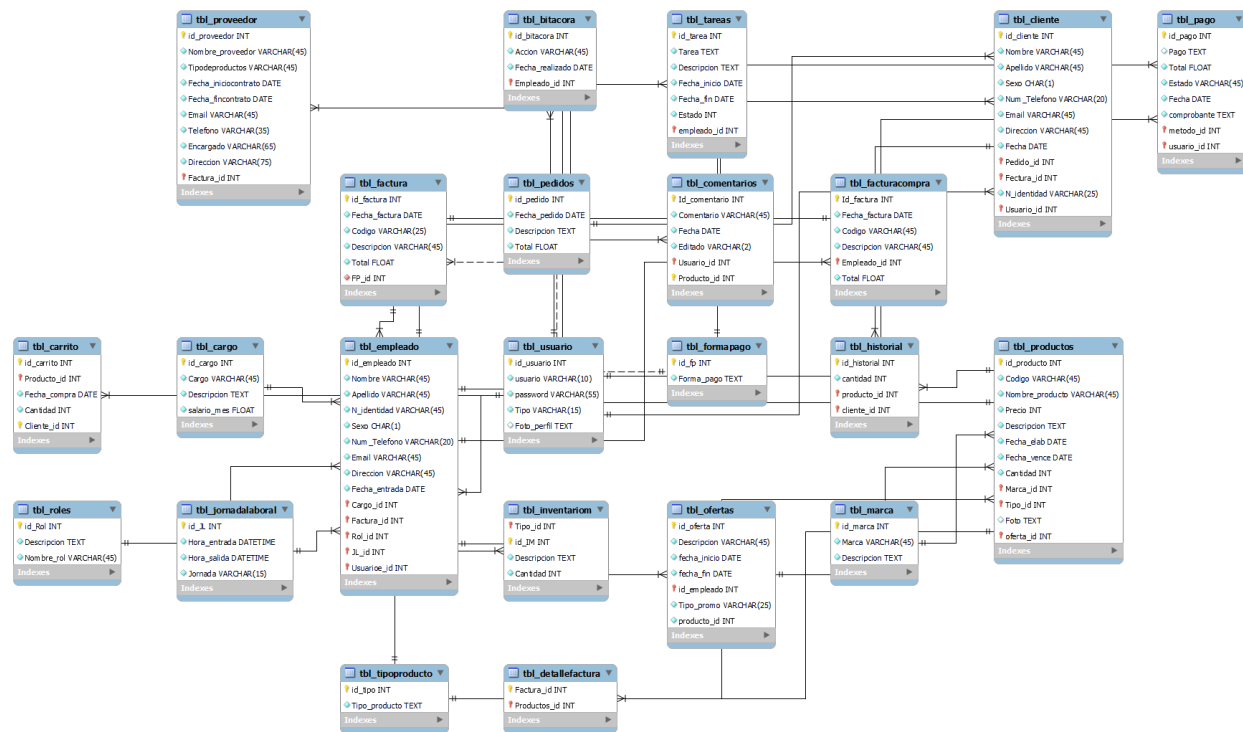 tbl_proveedor
id_proveedor INT
Nombre_proveedor VARCHAR(45)
Tipodeproductos VARCHAR(45)
Fecha_iniciocontrato DATE
Fecha_fincontrato DATE
Email VARCHAR(45)
Telefono VARCHAR(35)
Encargado VARCHAR(65)
Direccion VARCHAR(75)
Factura_id INT
Indexes
tbl_bitacora
id_bitacora INT
Accion VARCHAR(45)
Fecha_realizado DATE
Empleado_id INT
Indexes
tbl_tareas
id_tarea INT
Tarea TEXT
Descripcion TEXT
Fecha_inicio DATE
Fecha_fin DATE
Estado INT
empleado_id INT
Indexes
tbl_cliente
id_cliente INT
Nombre VARCHAR(45)
Apellido VARCHAR(45)
Sexo CHAR(1)
Num_Telefono VARCHAR(20)
Email VARCHAR(45)
Direccion VARCHAR(45)
Fecha DATE
Pedido_id INT
Fectura_id INT
N_identidad VARCHAR(25)
Usuario_id INT
Indexes
tbl_pago
id_pago INT
Pago TEXT
Total FLOAT
Estado VARCHAR(45)
Fecha DATE
comprobante TEXT
metodo_id INT
usuario_id INT
Indexes
tbl_factura
id_factura INT
Fecha_factura DATE
Codigo VARCHAR(25)
Descripcion VARCHAR(45)
Total FLOAT
FP_id INT
Indexes
tbl_pedidos
id_pedido INT
Fecha_pedido DATE
Descripcion TEXT
Total FLOAT
Indexes
tbl_comentarios
Id_comentario INT
Comentario VARCHAR(45)
Fecha DATE
Editado VARCHAR(2)
Usuario_id INT
Producto_id INT
Indexes
tbl_facturacompra
Id_factura INT
Fecha_factura DATE
Codigo VARCHAR(45)
Descripcion VARCHAR(45)
Empleado_id INT
Total FLOAT
Indexes
tbl_carrito
id_carrito INT
Producto_id INT
Fecha_compra DATE
Cantidad INT
Cliente_id INT
Indexes
tbl_cargo
id_cargo INT
Cargo VARCHAR(45)
Descripcion TEXT
salario_mes FLOAT
Indexes
tbl_empleado
id_empleado INT
Nombre VARCHAR(45)
Apellido VARCHAR(45)
N_identidad VARCHAR(45)
Sexo CHAR(1)
Num_Telefono VARCHAR(20)
Email VARCHAR(45)
Direccion VARCHAR(45)
Fecha_entrada DATE
Cargo_id INT
Factura_id INT
Rol_id INT
JL_id INT
Usuarioe_id INT
Indexes
tbl_usuario
id_usuario INT
usuario VARCHAR(10)
password VARCHAR(55)
Tipo VARCHAR(15)
Foto_perfil TEXT
Indexes
tbl_formapago
id_fp INT
Forma_pago TEXT
Indexes
tbl_historial
id_historial INT
cantidad INT
producto_id INT
cliente_id INT
Indexes
tbl_productos
id_producto INT
Codigo VARCHAR(45)
Nombre_producto VARCHAR(45)
Precio INT
Descripcion TEXT
Fecha_elab DATE
Fecha_vence DATE
Cantidad INT
Marca_id INT
Tipo_id INT
Foto TEXT
oferta_id INT
Indexes
tbl_roles
id_Rol INT
Descripcion TEXT
Nombre_rol VARCHAR(45)
Indexes
tbl_jornadalaboral
id_JL INT
Hora_entrada DATETIME
Hora_salida DATETIME
Jornada VARCHAR(15)
Indexes
tbl_inventariom
Tipo_id INT
id_IM INT
Descripcion TEXT
Cantidad INT
Indexes
tbl_ofertas
id_oferta INT
Descripcion VARCHAR(45)
fecha_inicio DATE
fecha_fin DATE
id_empleado INT
Tipo_promo VARCHAR(25)
producto_id INT
Indexes
tbl_marca
id_marca INT
Marca VARCHAR(45)
Descripcion TEXT
Indexes
tbl_tipoproducto
id_tipo INT
Tipo_producto TEXT
Indexes
tbl_detallefactura
Factura_id INT
Productos_id INT
Indexes